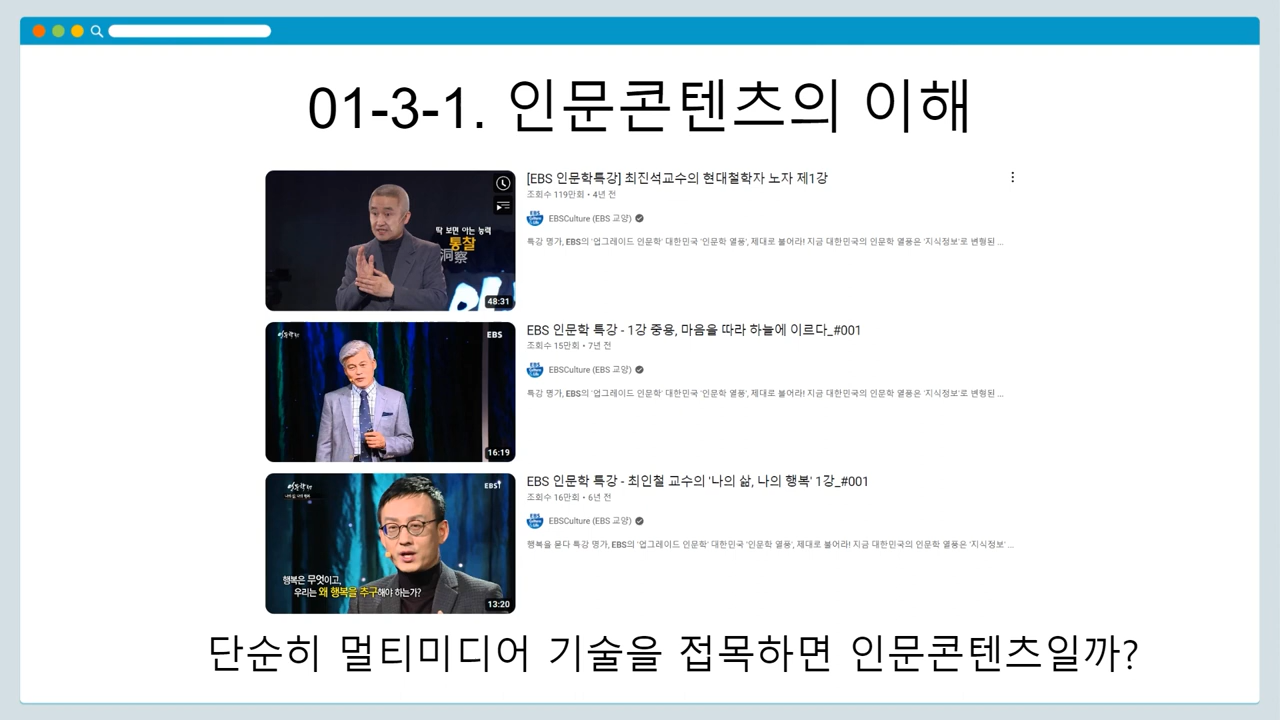 01-3-1. 인문콘텐츠의 이해
딱 보면 아는 능력
통찰
洞察
48:31
[EBS 인문학특강] 최진석교수의 현대철학자 노자 제1강
조회수 119만회 • 4년 전
EBSCulture (EBS 교양)
특강 명가, EBS의 '업그레이드 인문학' 대한민국 '인문학 열풍', 제대로 불어라! 지금 대한민국의 인문학 열풍은 '지식정보'로 변형된 ...
EBS
16:19
EBS 인문학 특강 - 1강 중용, 마음을 따라 하늘에 이르다_#001
조회수 15만회 • 7년 전
EBSCulture (EBS 교양)
특강 명가, EBS의 '업그레이드 인문학' 대한민국 '인문학 열풍', 제대로 불어라! 지금 대한민국의 인문학 열풍은 '지식정보'로 변형된 ...
EBS1
행복은 무엇이고,
우리는 왜 행복을 추구해야 하는가?
13:20
EBS 인문학 특강 - 최인철 교수의 '나의 삶, 나의 행복' 1강_#001
조회수 16만회 • 6년 전
EBSCulture (EBS 교양)
행복을 묻다 특강 명가, EBS의 '업그레이드 인문학' 대한민국 '인문학 열풍', 제대로 불어라! 지금 대한민국의 인문학 열풍은 '지식정보' ...
단순히 멀티미디어 기술을 접목하면 인문콘텐츠일까?